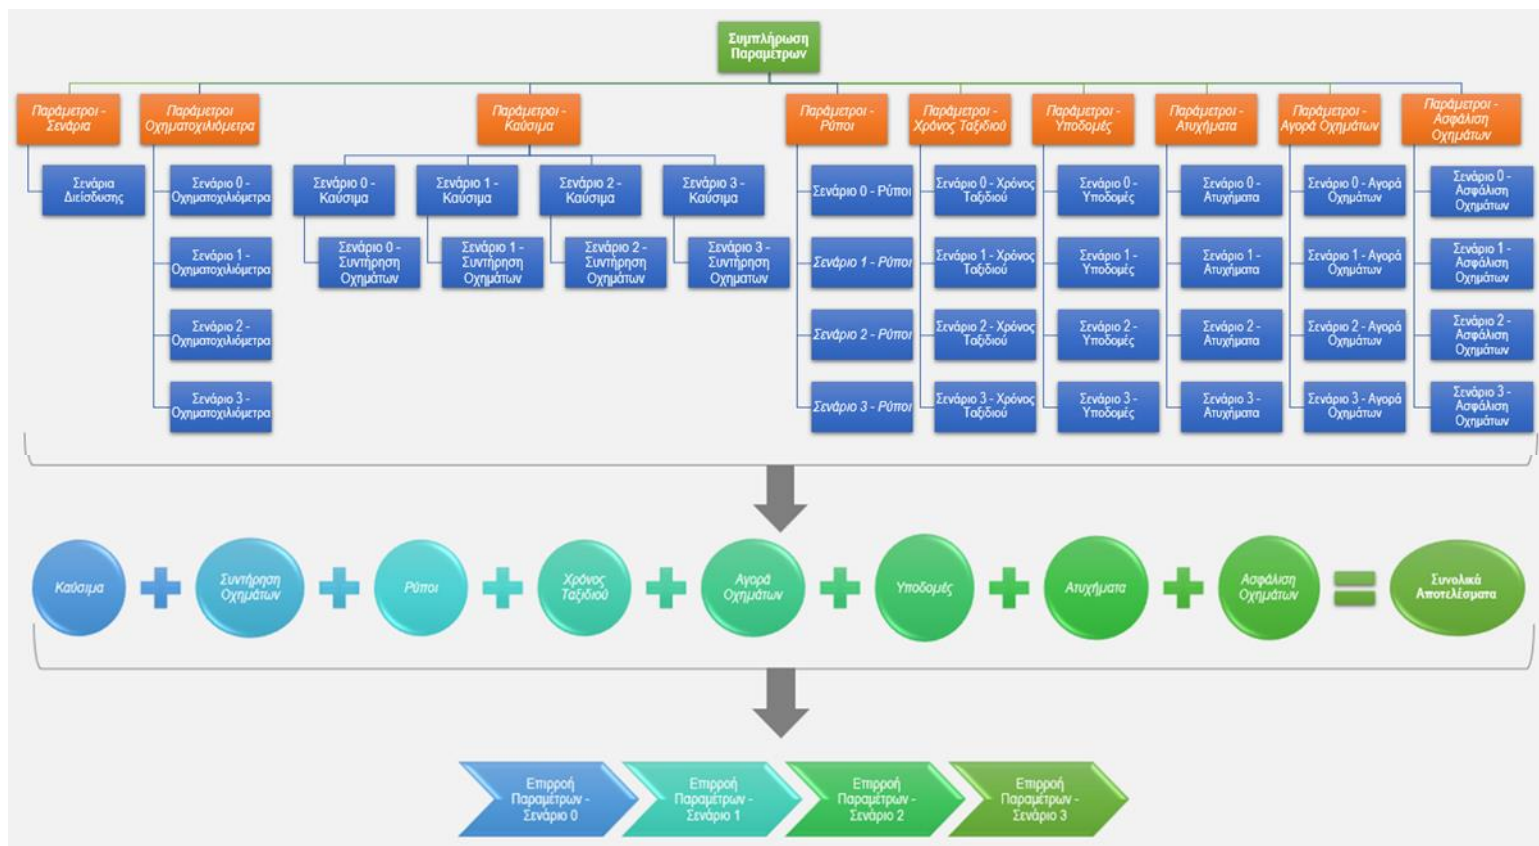 Συμπλήρωση
Παραμέτρων
Παράμετροι -
Σενάρια
Παράμετροι
Οχηματοχιλιόμετρα
Παράμετροι -
Καύσιμα
Παράμετροι -
Ρύποι
Παράμετροι -
Χρόνος Ταξιδιού
Παράμετροι -
Υποδομές
Παράμετροι -
Ατυχήματα
Παράμετροι -
Αγορά Οχημάτων
Παράμετροι -
Ασφάλιση
Οχημάτων
Σενάρια
Διείσδυσης
Σενάριο 0 -
Οχηματοχιλιόμετρα
Σενάριο 0 -
Καύσιμα
Σενάριο 1 -
Καύσιμα
Σενάριο 2 -
Καύσιμα
Σενάριο 3 -
Καύσιμα
Σενάριο 0 - Ρύποι
Σενάριο 0 - Χρόνος
Ταξιδιού
Σενάριο 0 -
Υποδομές
Σενάριο 0 -
Ατυχήματα
Σενάριο 0 - Αγορά
Οχημάτων
Σενάριο 0 -
Ασφάλιση
Οχημάτων
Σενάριο 1 -
Οχηματοχιλιόμετρα
Σενάριο 0 -
Συντήρηση
Οχημάτων
Σενάριο 1 -
Συντήρηση
Οχημάτων
Σενάριο 2 -
Συντήρηση
Οχημάτων
Σενάριο 3 -
Συντήρηση
Οχημάτων
Σενάριο 1 - Ρύποι
Σενάριο 1 - Χρόνος
Ταξιδιού
Σενάριο 1 -
Υποδομές
Σενάριο 1 -
Ατυχήματα
Σενάριο 1 - Αγορά
Οχημάτων
Σενάριο 1 -
Ασφάλιση
Οχημάτων
Σενάριο 2 -
Οχηματοχιλιόμετρα
Σενάριο 2 - Ρύποι
Σενάριο 2 - Χρόνος
Ταξιδιού
Σενάριο 2 -
Υποδομές
Σενάριο 2 -
Ατυχήματα
Σενάριο 2 - Αγορά
Οχημάτων
Σενάριο 2 -
Ασφάλιση
Οχημάτων
Σενάριο 3 -
Οχηματοχιλιόμετρα
Σενάριο 3 - Ρύποι
Σενάριο 3 - Χρόνος
Ταξιδιού
Σενάριο 3 -
Υποδομές
Σενάριο 3 -
Ατυχήματα
Σενάριο 3 - Αγορά
Οχημάτων
Σενάριο 3 -
Ασφάλιση
Οχημάτων
Καύσιμα
+
Συντήρηση
Οχημάτων
+
Ρύποι
+
Χρόνος
Ταξιδιού
+
Αγορά
Οχημάτων
+
Υποδομές
+
Ατυχήματα
+
Ασφάλιση
Οχημάτων
=
Συνολικά
Αποτελέσματα
Επιρροή
Παραμέτρων -
Σενάριο 0
Επιρροή
Παραμέτρων -
Σενάριο 1
Επιρροή
Παραμέτρων -
Σενάριο 2
Επιρροή
Παραμέτρων -
Σενάριο 3